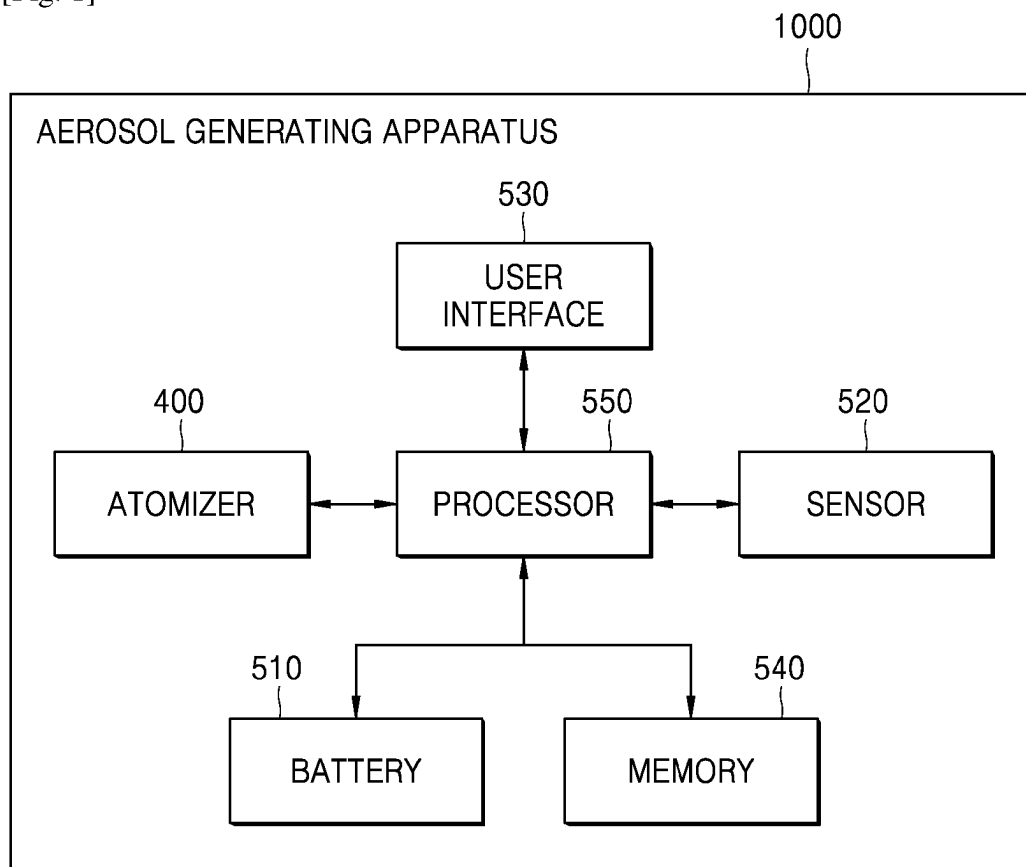 1000
AEROSOL GENERATING APPARATUS
530
USER
INTERFACE
400
550
520
ATOMIZER
PROCESSOR
SENSOR
510
540
BATTERY
MEMORY